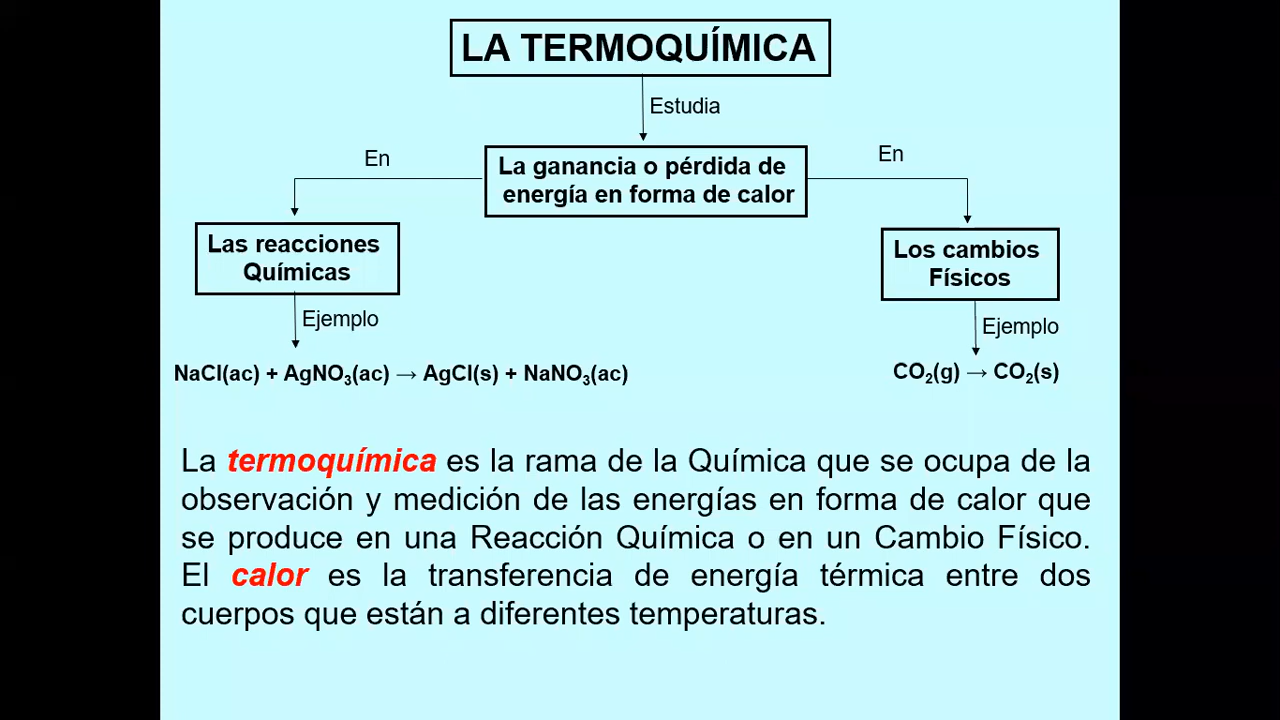 LA TERMOQUÍMICA
Estudia
En
La ganancia o pérdida de
energía en forma de calor
En
Las reacciones
Químicas
Los cambios
Físicos
Ejemplo
Ejemplo
NaCl(ac) + AgNO₃(ac) → AgCl(s) + NaNO₃(ac)
CO₂(g) → CO₂(s)
La termoquímica es la rama de la Química que se ocupa de la
observación y medición de las energías en forma de calor que
se produce en una Reacción Química o en un Cambio Físico.
El calor es la transferencia de energía térmica entre dos
cuerpos que están a diferentes temperaturas.